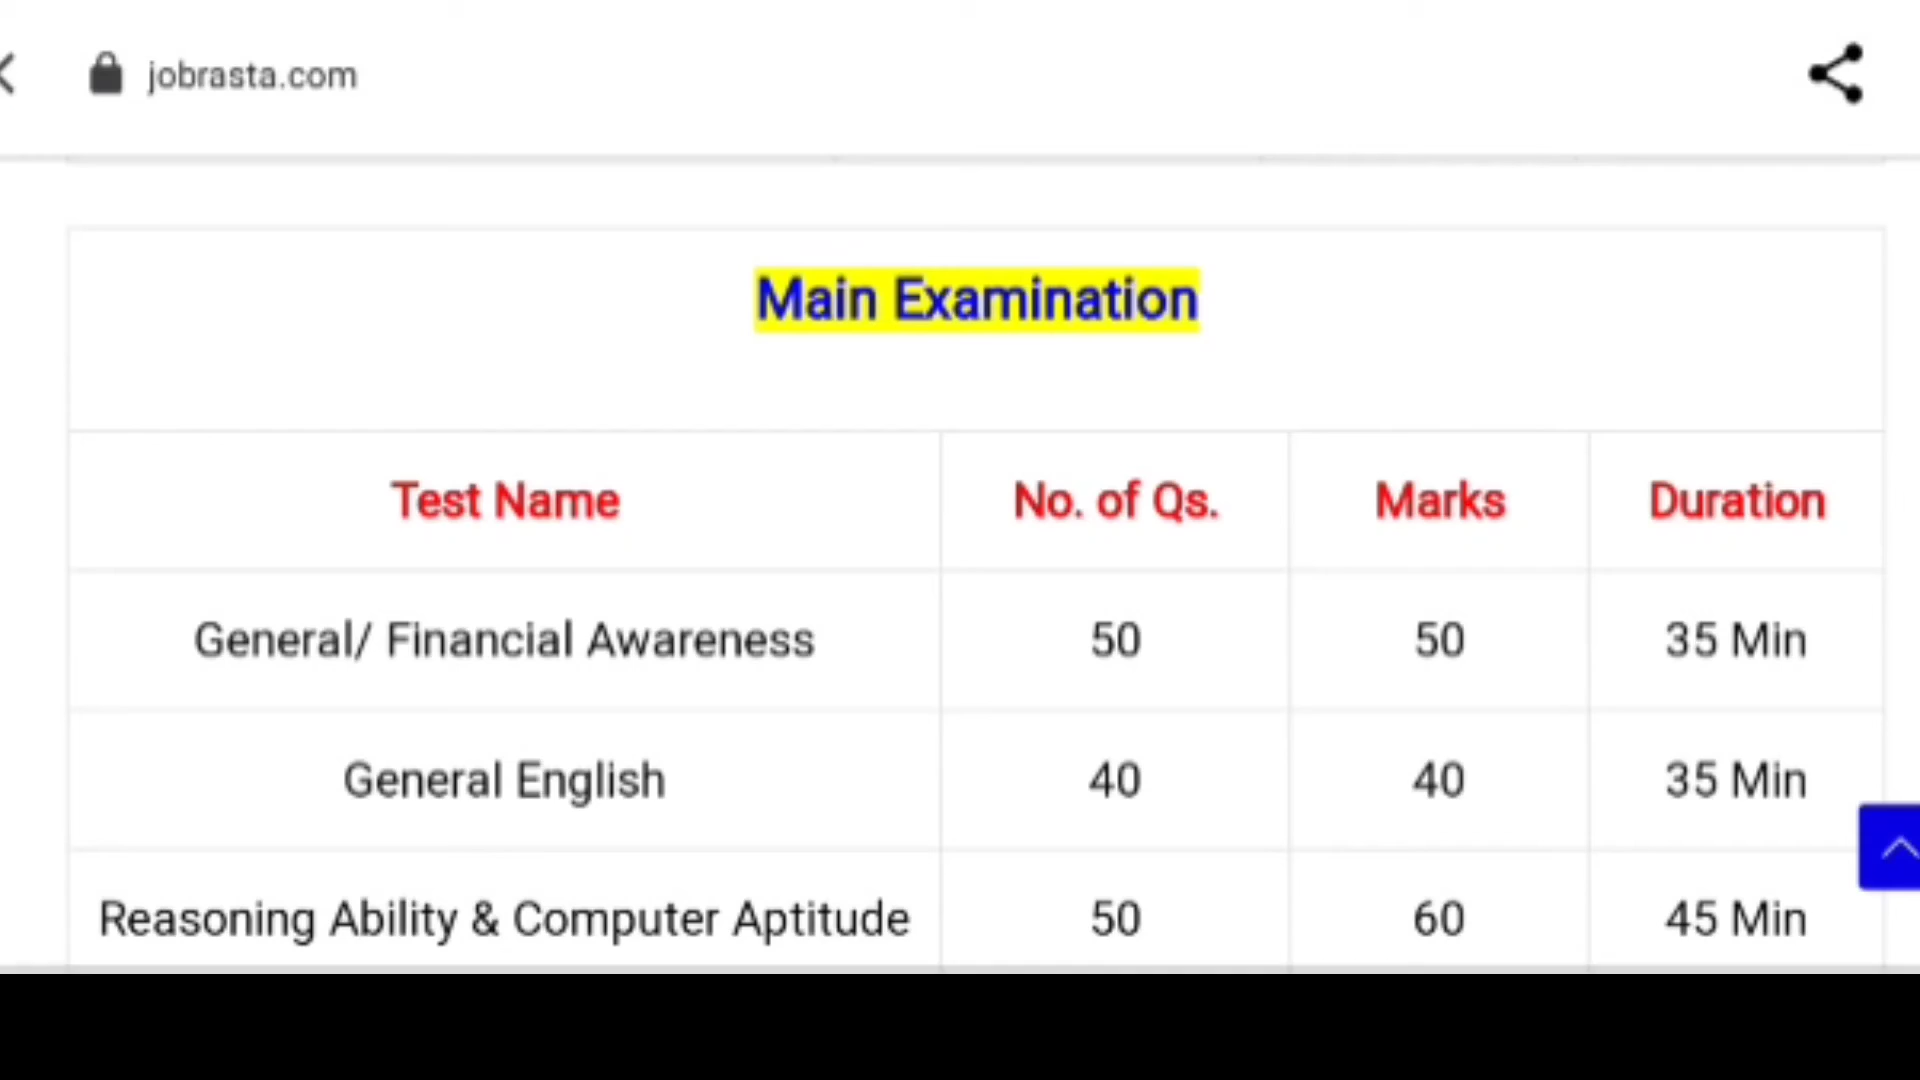 jobrasta.com
Main Examination
Test Name No. of Qs. Marks Duration
General/ Financial Awareness 50 50 35 Min
General English 40 40 35 Min
Reasoning Ability & Computer Aptitude 50 60 45 Min